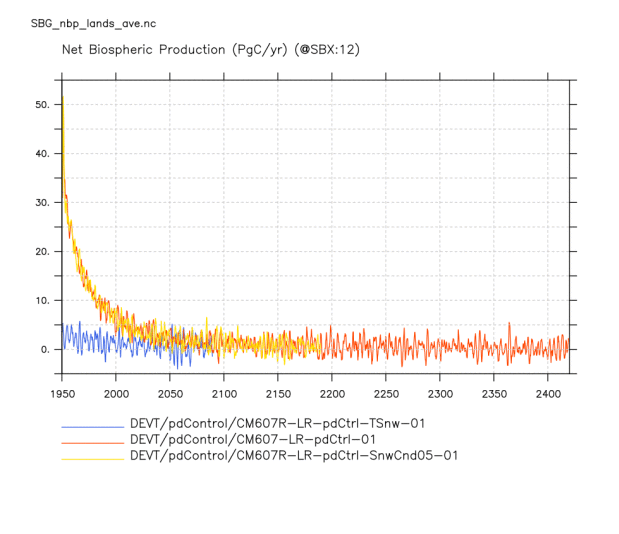 SBG_nbp_lands_ave.nc
Net Biospheric Production (PgC/yr) (@SBX:12)
50.
40.
30.
20.
10.
0.
1950 2000 2050 2100 2150 2200 2250 2300 2350 2400
DEVT/pdControl/CM607R-LR-pdCtrl-TSnw-01
DEVT/pdControl/CM607-LR-pdCtrl-01
DEVT/pdControl/CM607R-LR-pdCtrl-SnwCnd05-01